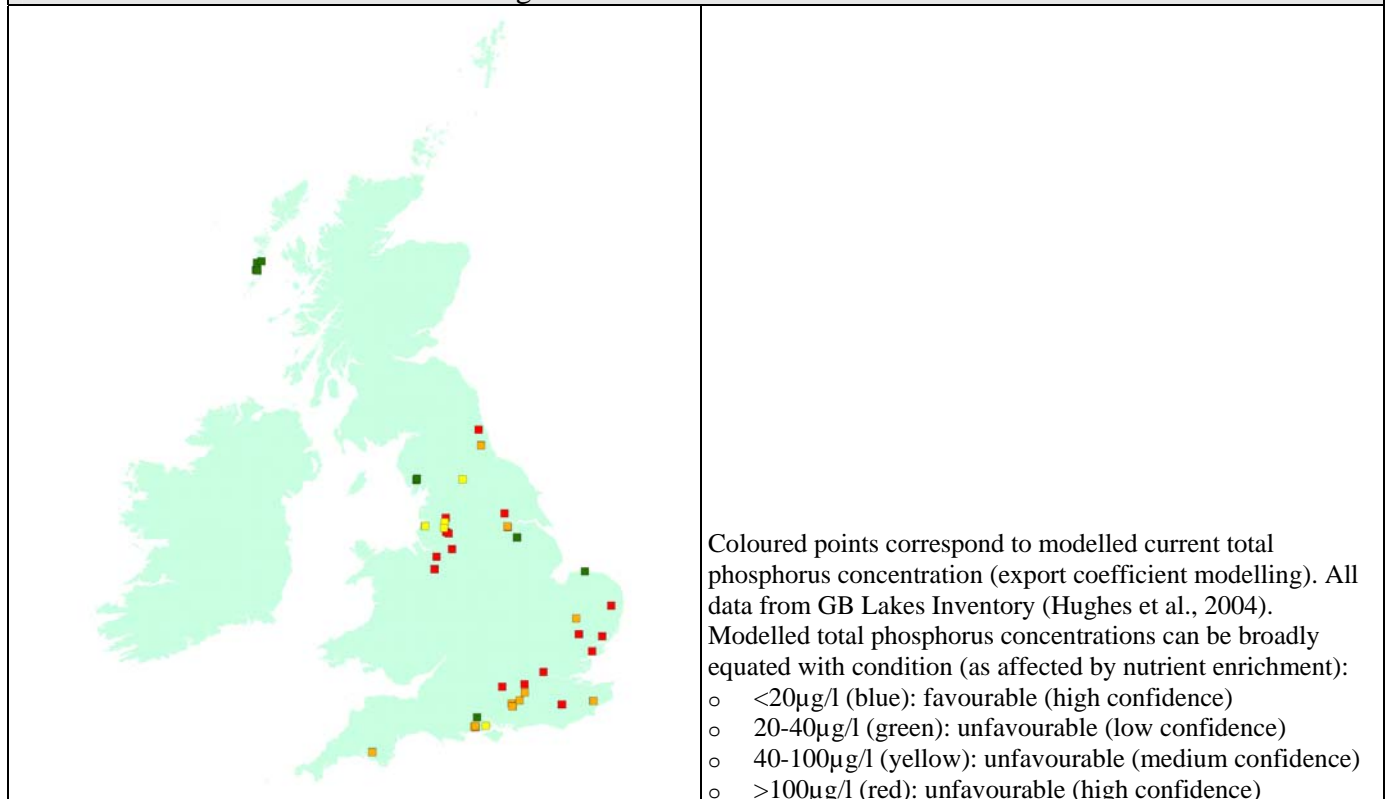 Coloured points correspond to modelled current total
phosphorus concentration (export coefficient modelling). All
data from GB Lakes Inventory (Hughes et al., 2004).
Modelled total phosphorus concentrations can be broadly
equated with condition (as affected by nutrient enrichment):
o <20µg/l (blue): favourable (high confidence)
o 20-40µg/l (green): unfavourable (low confidence)
o 40-100µg/l (yellow): unfavourable (medium confidence)
o >100µg/l (red): unfavourable (high confidence)